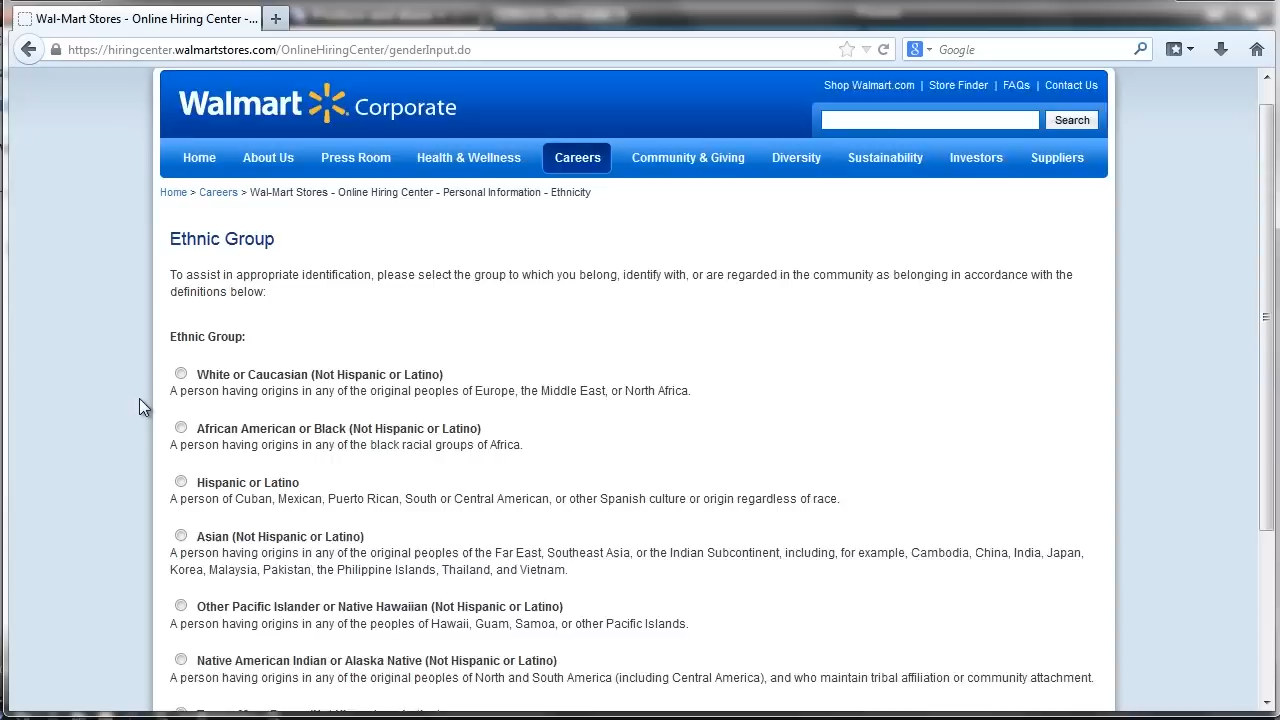 Wal-Mart Stores - Online Hiring Center -...
https://hiringcenter.walmartstores.com/OnlineHiringCenter/genderInput.do
Google
Walmart Corporate
Shop Walmart.com | Store Finder | FAQs | Contact Us
Search
Home About Us Press Room Health & Wellness Careers Community & Giving Diversity Sustainability Investors Suppliers
Home > Careers > Wal-Mart Stores - Online Hiring Center - Personal Information - Ethnicity
Ethnic Group
To assist in appropriate identification, please select the group to which you belong, identify with, or are regarded in the community as belonging in accordance with the
definitions below:
Ethnic Group:
White or Caucasian (Not Hispanic or Latino)
A person having origins in any of the original peoples of Europe, the Middle East, or North Africa.
African American or Black (Not Hispanic or Latino)
A person having origins in any of the black racial groups of Africa.
Hispanic or Latino
A person of Cuban, Mexican, Puerto Rican, South or Central American, or other Spanish culture or origin regardless of race.
Asian (Not Hispanic or Latino)
A person having origins in any of the original peoples of the Far East, Southeast Asia, or the Indian Subcontinent, including, for example, Cambodia, China, India, Japan,
Korea, Malaysia, Pakistan, the Philippine Islands, Thailand, and Vietnam.
Other Pacific Islander or Native Hawaiian (Not Hispanic or Latino)
A person having origins in any of the peoples of Hawaii, Guam, Samoa, or other Pacific Islands.
Native American Indian or Alaska Native (Not Hispanic or Latino)
A person having origins in any of the original peoples of North and South America (including Central America), and who maintain tribal affiliation or community attachment.